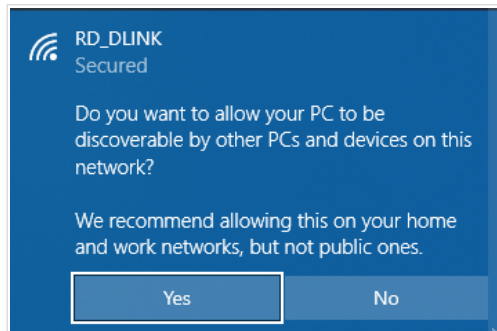 RD_DLINK
Secured
Do you want to allow your PC to be
discoverable by other PCs and devices on this
network?
We recommend allowing this on your home
and work networks, but not public ones.
Yes
No